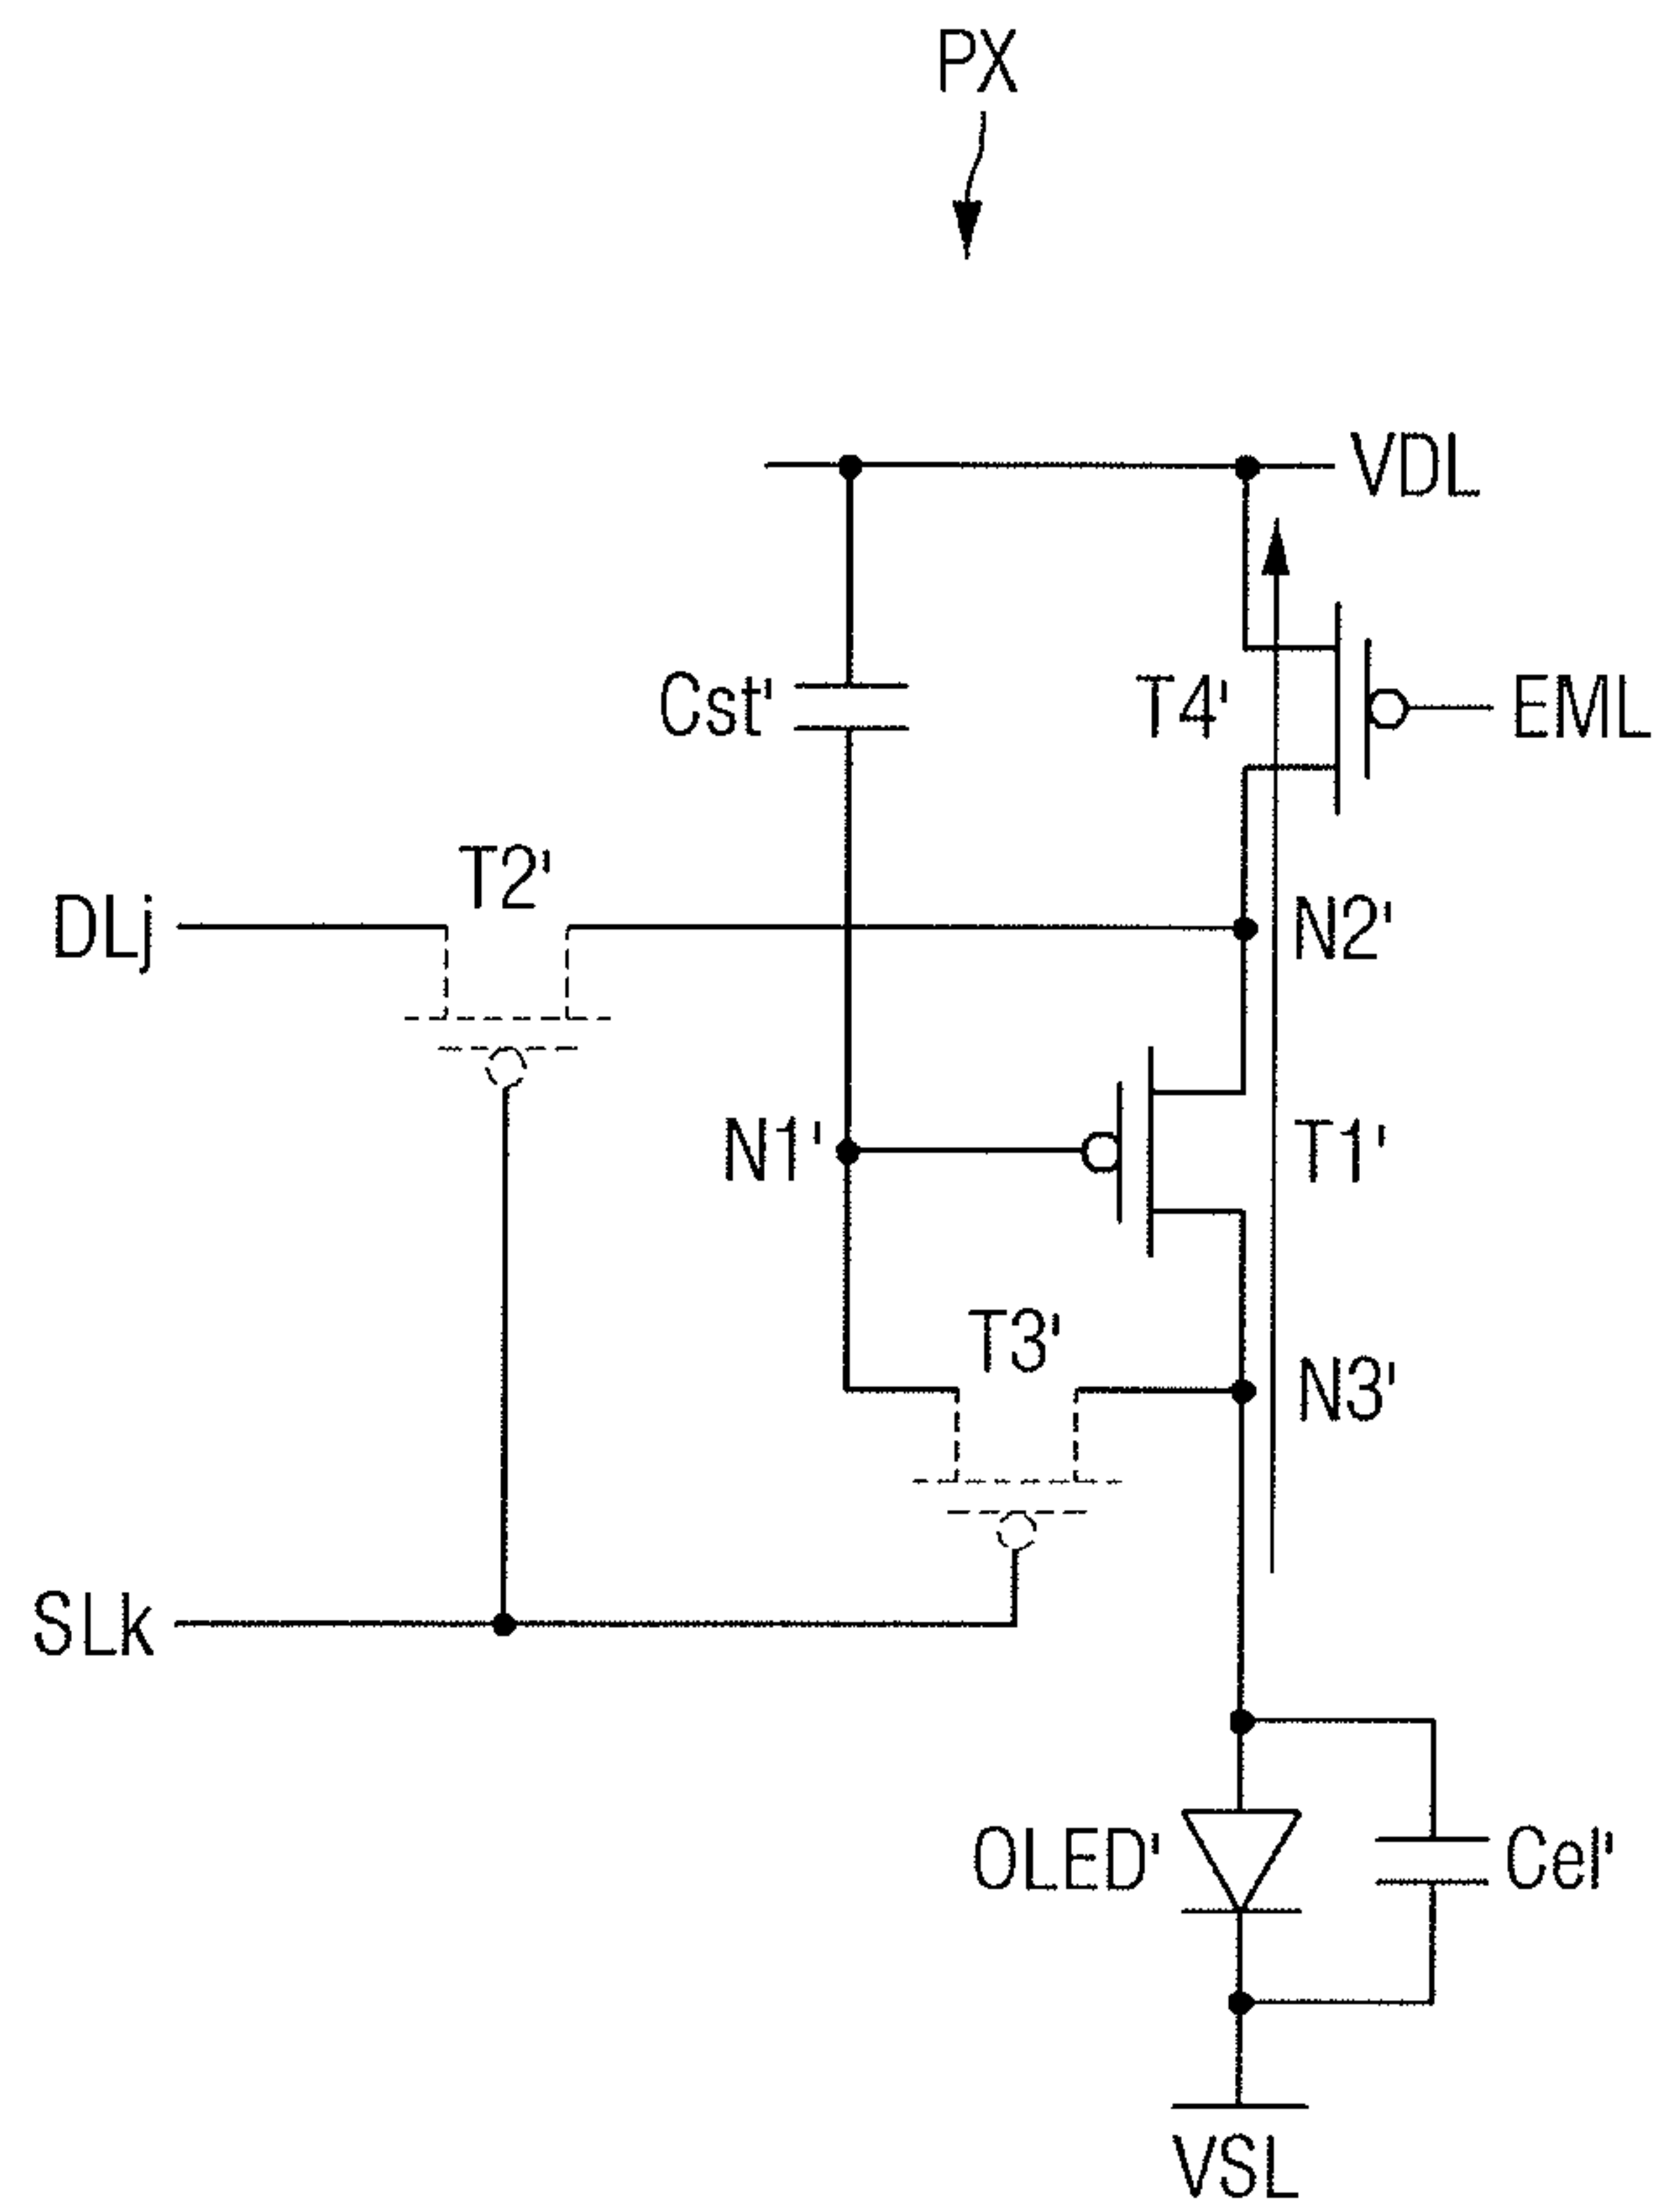 PX
VDL
Cst'
T4'
EML
T2'
DLj
N2'
N1'
T1'
T3'
N3'
SLk
OLED'
Cel'
VSL